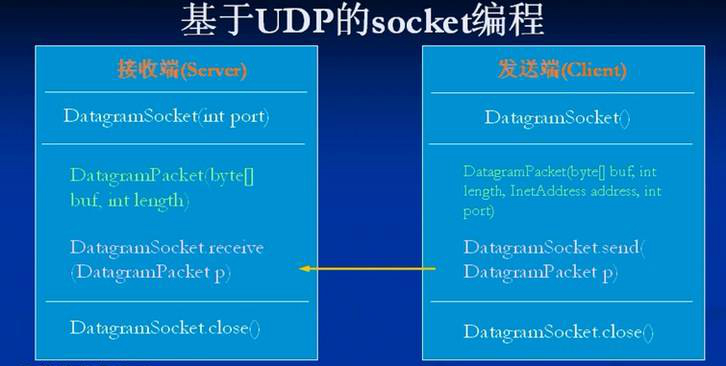 基于UDP的socket编程
接收端(Server)
DatagramSocket(int port)
DatagramPacket(byte[]
buf, int length)
DatagramSocket.receive
(DatagramPacket p)
DatagramSocket.close()
发送端(Client)
DatagramSocket()
DatagramPacket(byte[] buf, int
length, InetAddress address, int
port)
DatagramSocket.send(
DatagramPacket p)
DatagramSocket.close()